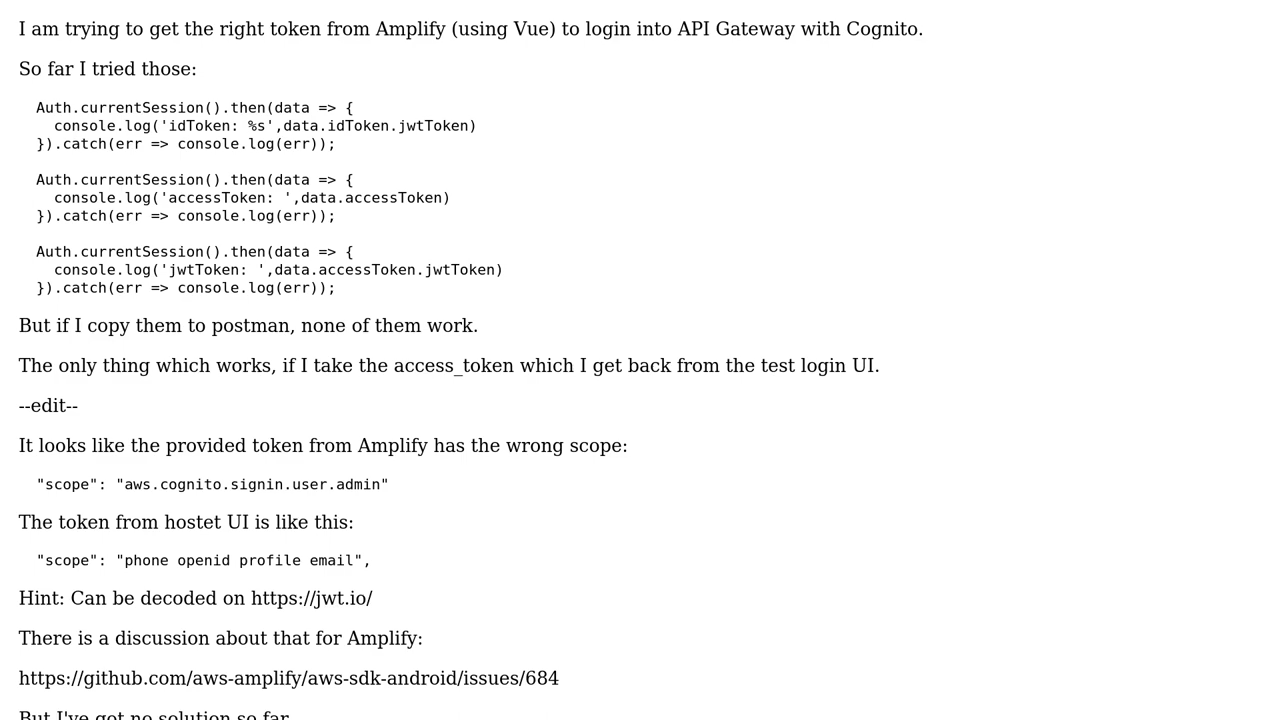 I am trying to get the right token from Amplify (using Vue) to login into API Gateway with Cognito.
So far I tried those:
Auth.currentSession().then(data => {
  console.log('idToken: %s',data.idToken.jwtToken)
}).catch(err => console.log(err));
Auth.currentSession().then(data => {
  console.log('accessToken: ',data.accessToken)
}).catch(err => console.log(err));
Auth.currentSession().then(data => {
  console.log('jwtToken: ',data.accessToken.jwtToken)
}).catch(err => console.log(err));
But if I copy them to postman, none of them work.
The only thing which works, if I take the access_token which I get back from the test login UI.
--edit--
It looks like the provided token from Amplify has the wrong scope:
"scope": "aws.cognito.signin.user.admin"
The token from hostet UI is like this:
"scope": "phone openid profile email",
Hint: Can be decoded on https://jwt.io/
There is a discussion about that for Amplify:
https://github.com/aws-amplify/aws-sdk-android/issues/684
But I've got no solution so far